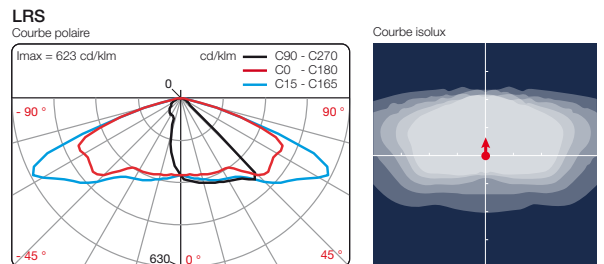 LRS
Courbe polaire
Courbe isolux
Imax = 623 cd/klm
cd/klm
C90 - C270
C0 - C180
C15 - C165
0
- 90 °
90 °
- 45 °
630
0 °
45 °